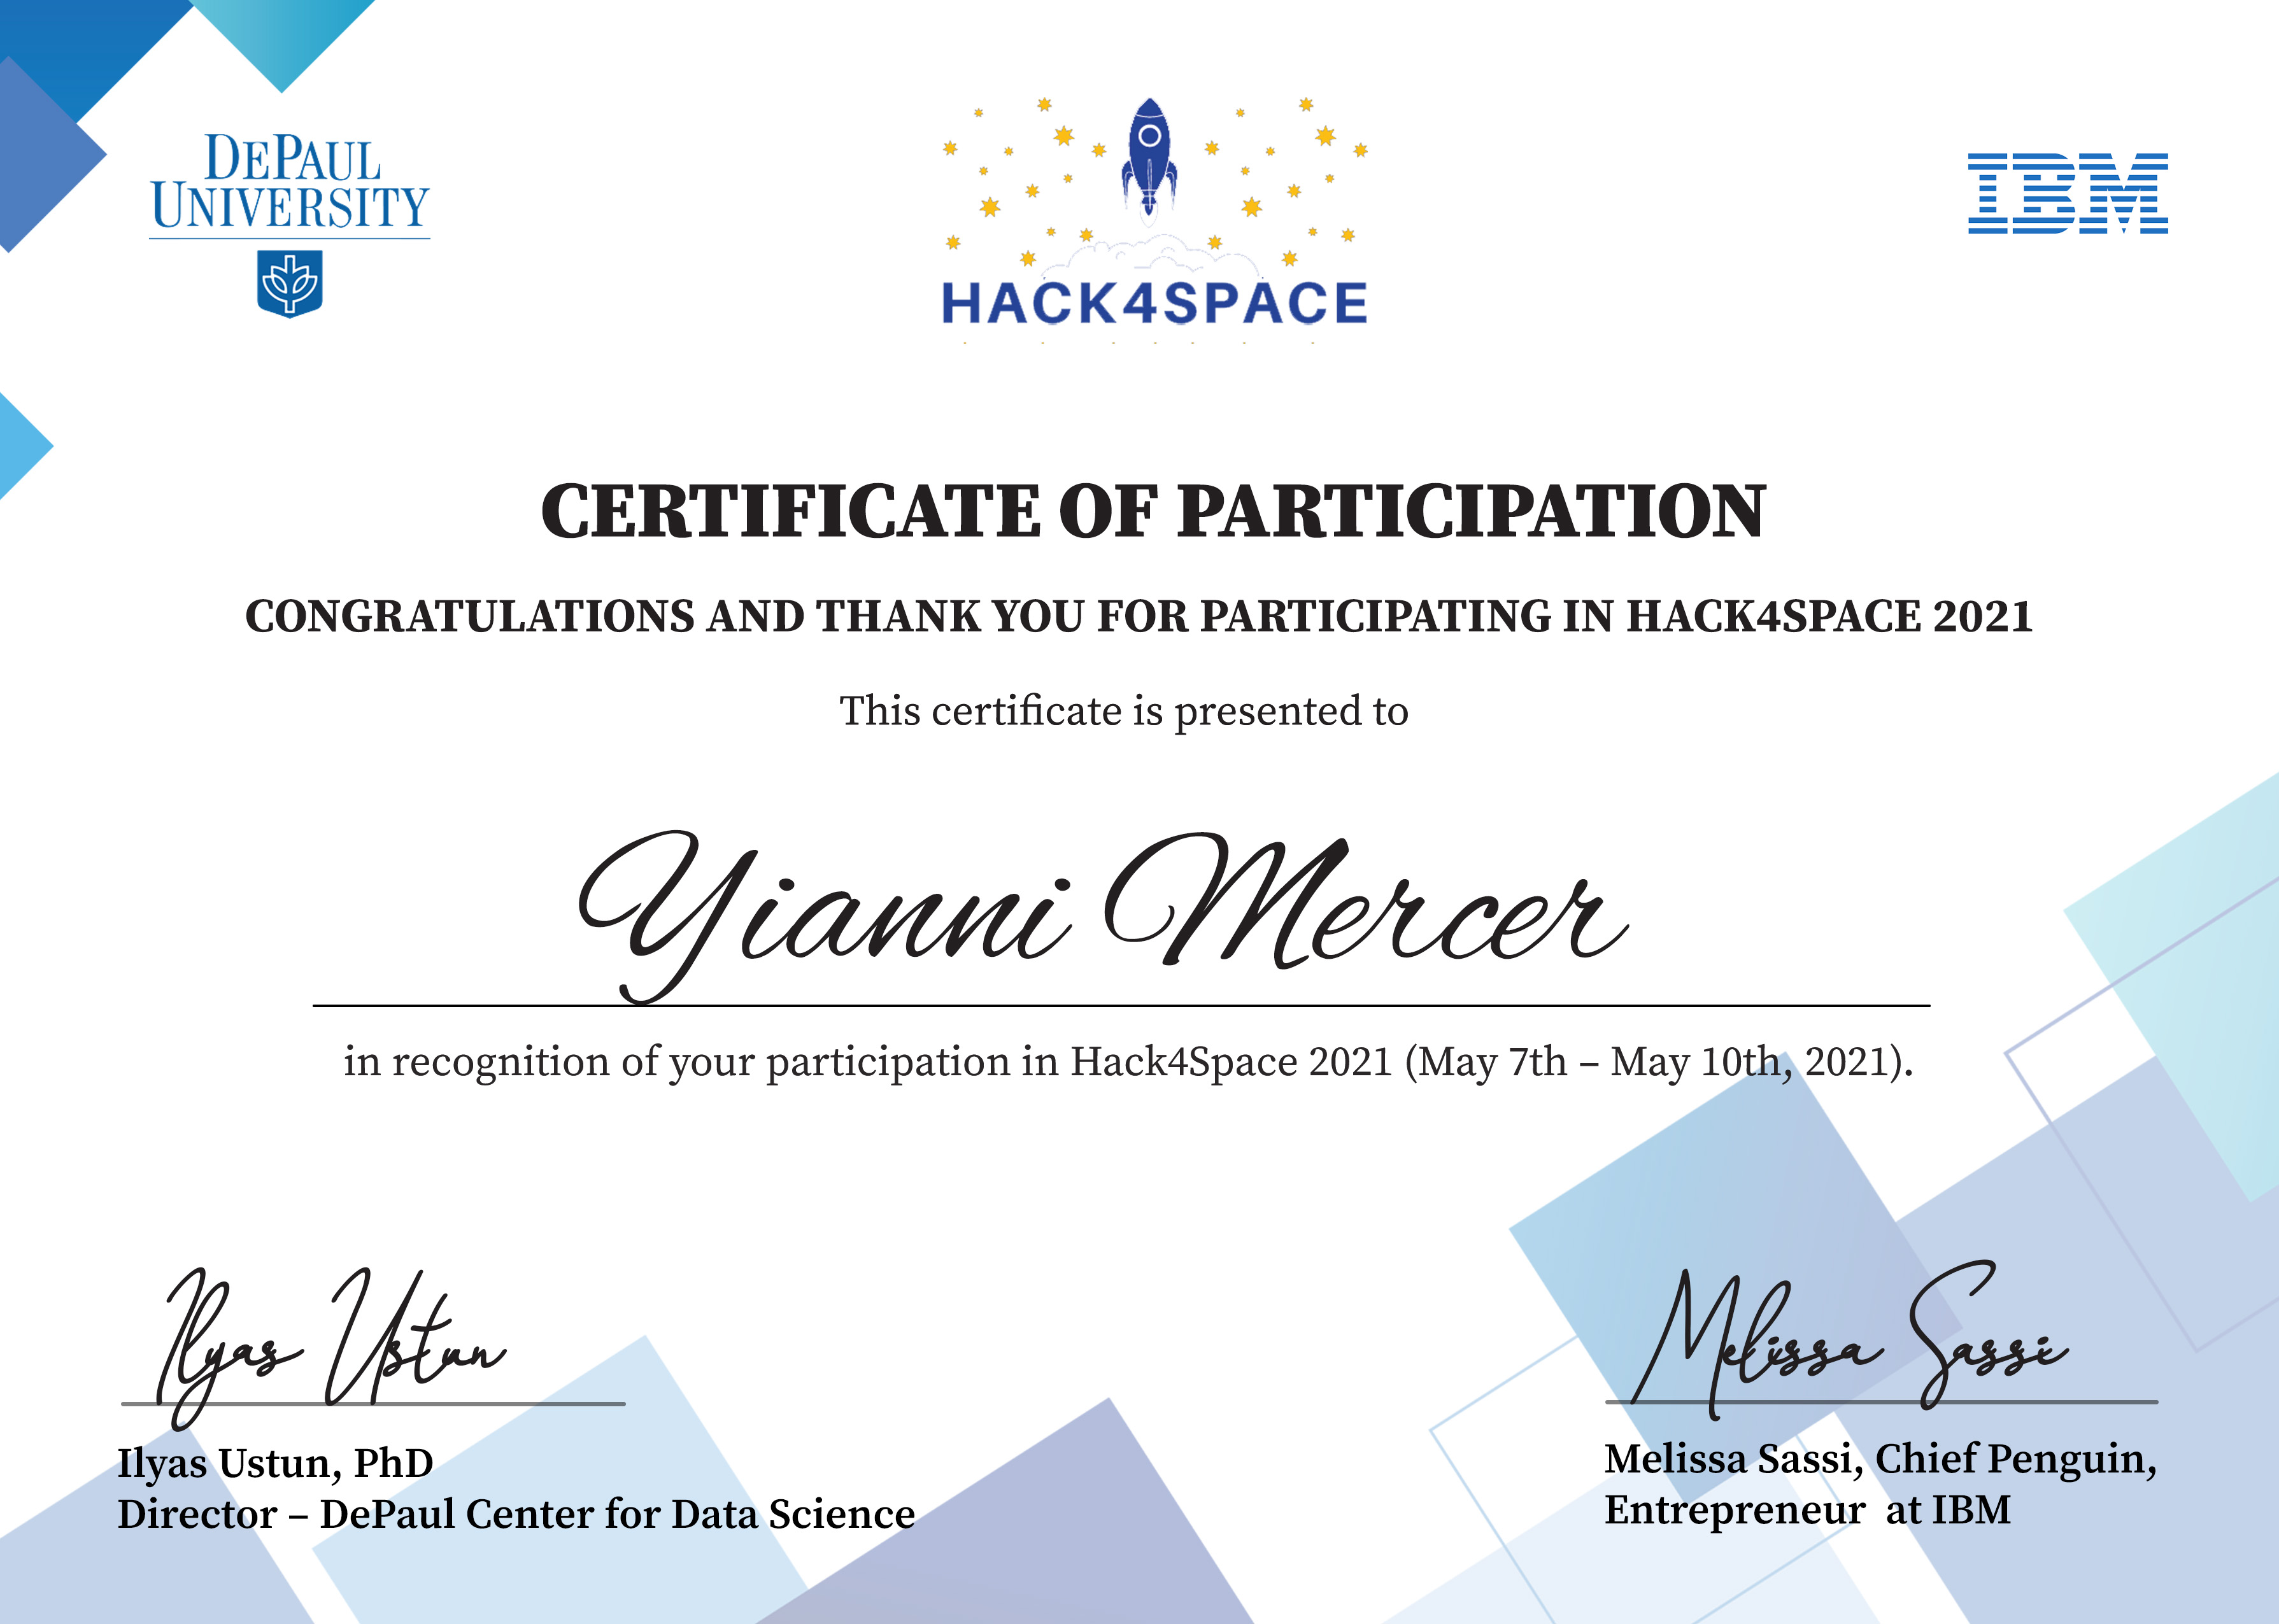 DEPAUL
UNIVERSITY
HACK4SPACE
IBM
CERTIFICATE OF PARTICIPATION
CONGRATULATIONS AND THANK YOU FOR PARTICIPATING IN HACK4SPACE 2021
This certificate is presented to
Yianni Mercer
in recognition of your participation in Hack4Space 2021 (May 7th – May 10th, 2021).
Ilyas Ustun
Ilyas Ustun, PhD
Director – DePaul Center for Data Science
Melissa Sassi
Melissa Sassi, Chief Penguin,
Entrepreneur at IBM